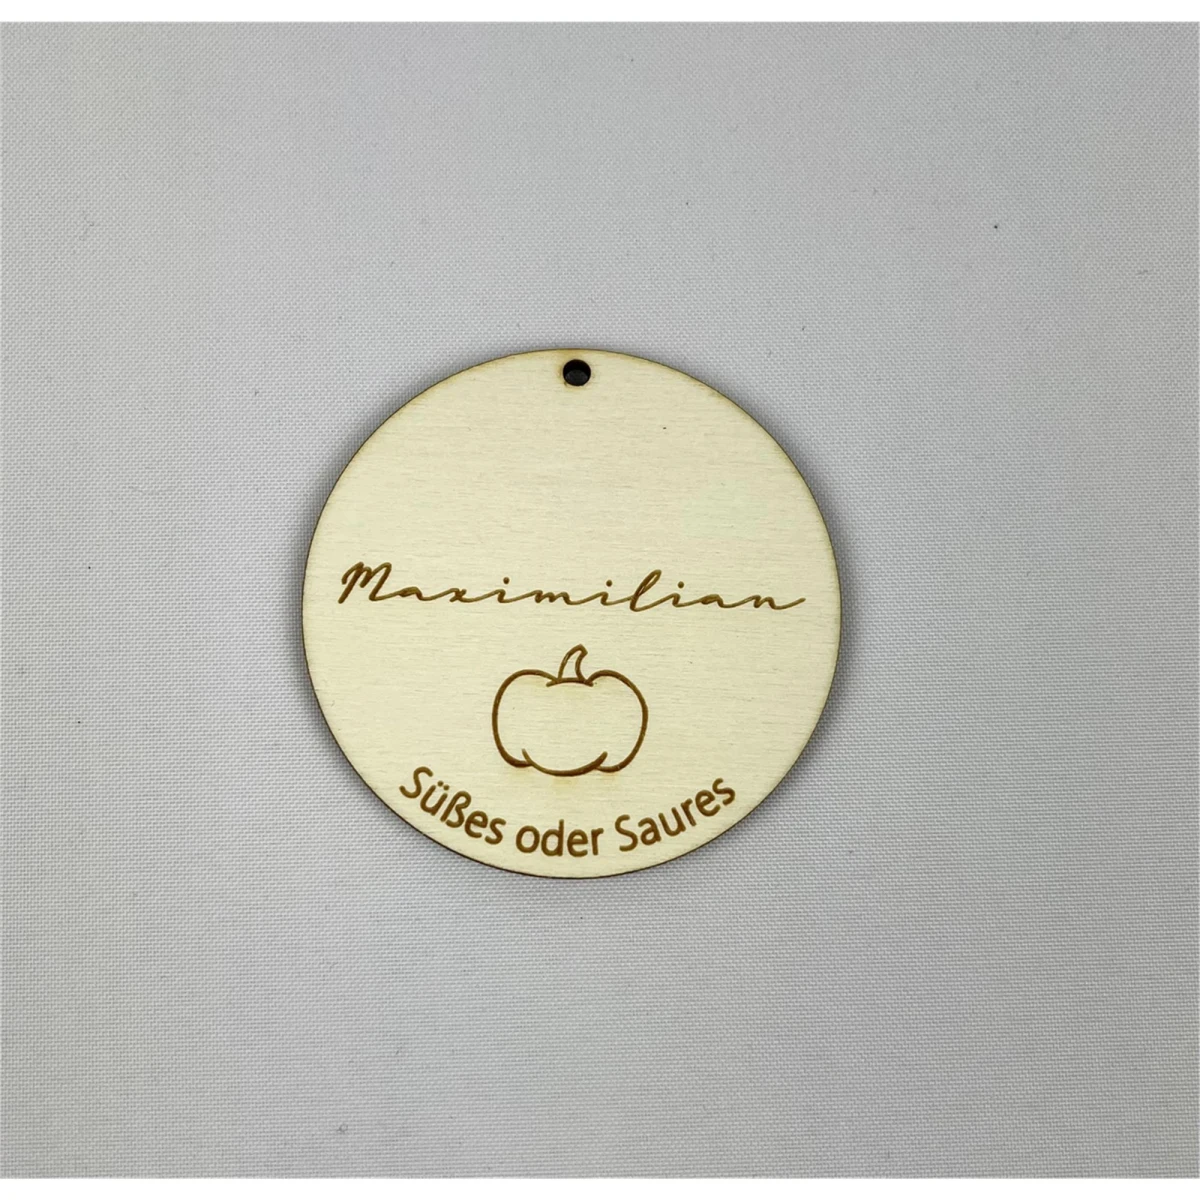 Maximilian
Süßes oder Saures